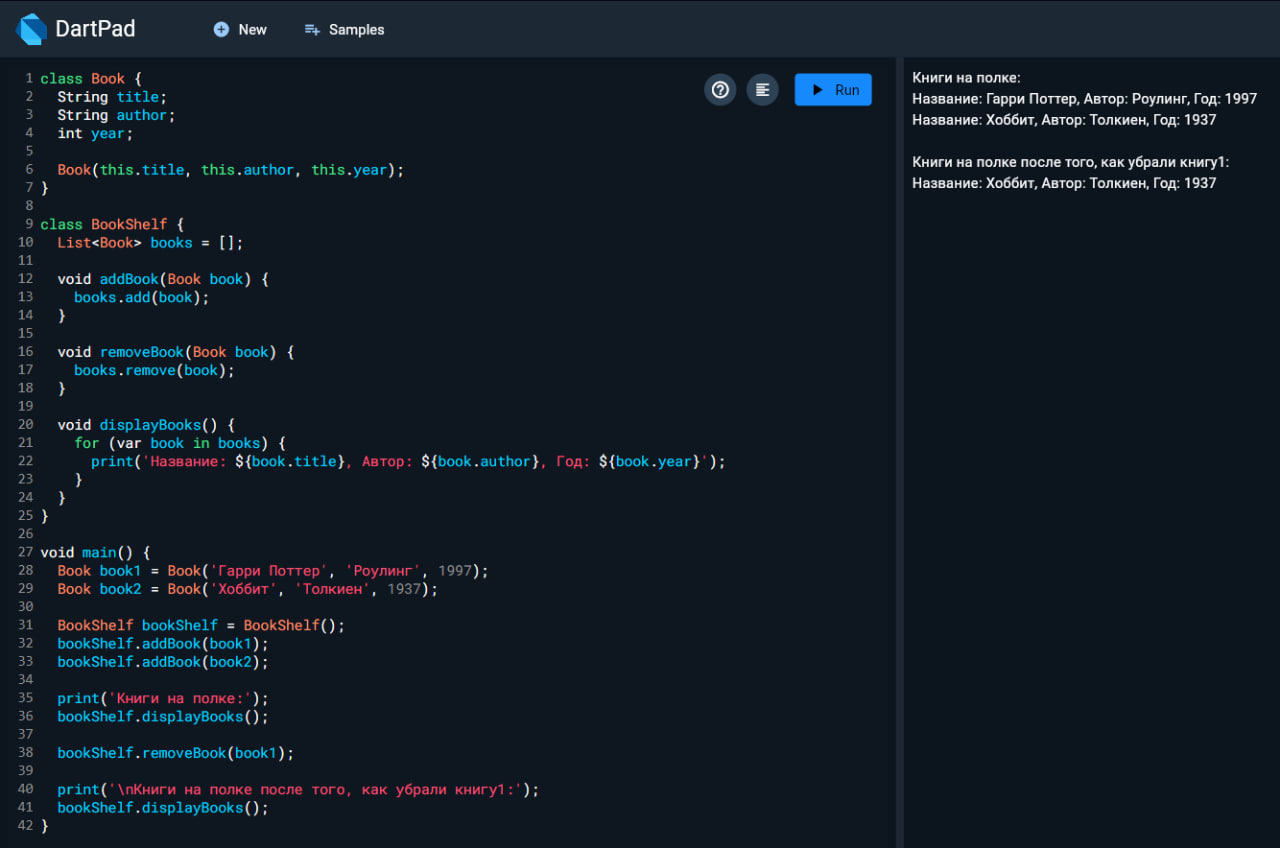 DartPad
New
Samples
1 class Book {
2   String title;
3   String author;
4   int year;
5
6   Book(this.title, this.author, this.year);
7 }
8
9 class BookShelf {
10   List<Book> books = [];
11
12   void addBook(Book book) {
13     books.add(book);
14   }
15
16   void removeBook(Book book) {
17     books.remove(book);
18   }
19
20   void displayBooks() {
21     for (var book in books) {
22       print('Название: ${book.title}, Автор: ${book.author}, Год: ${book.year}');
23     }
24   }
25 }
26
27 void main() {
28   Book book1 = Book('Гарри Поттер', 'Роулинг', 1997);
29   Book book2 = Book('Хоббит', 'Толкиен', 1937);
30
31   BookShelf bookShelf = BookShelf();
32   bookShelf.addBook(book1);
33   bookShelf.addBook(book2);
34
35   print('Книги на полке:');
36   bookShelf.displayBooks();
37
38   bookShelf.removeBook(book1);
39
40   print('\nКниги на полке после того, как убрали книгу1:');
41   bookShelf.displayBooks();
42 }
Run
Книги на полке:
Название: Гарри Поттер, Автор: Роулинг, Год: 1997
Название: Хоббит, Автор: Толкиен, Год: 1937
Книги на полке после того, как убрали книгу1:
Название: Хоббит, Автор: Толкиен, Год: 1937